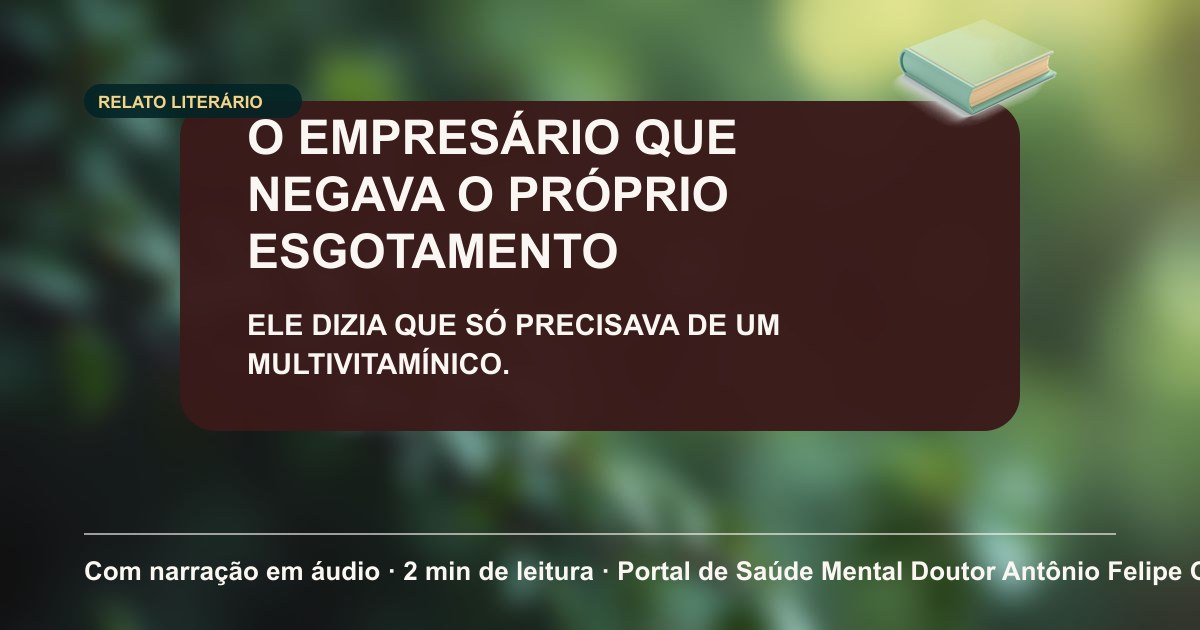 RELATO LITERÁRIO
O EMPRESÁRIO QUE
NEGAVA O PRÓPRIO
ESGOTAMENTO
ELE DIZIA QUE SÓ PRECISAVA DE UM
MULTIVITAMÍNICO.
Com narração em áudio · 2 min de leitura · Portal de Saúde Mental Doutor Antônio Felipe